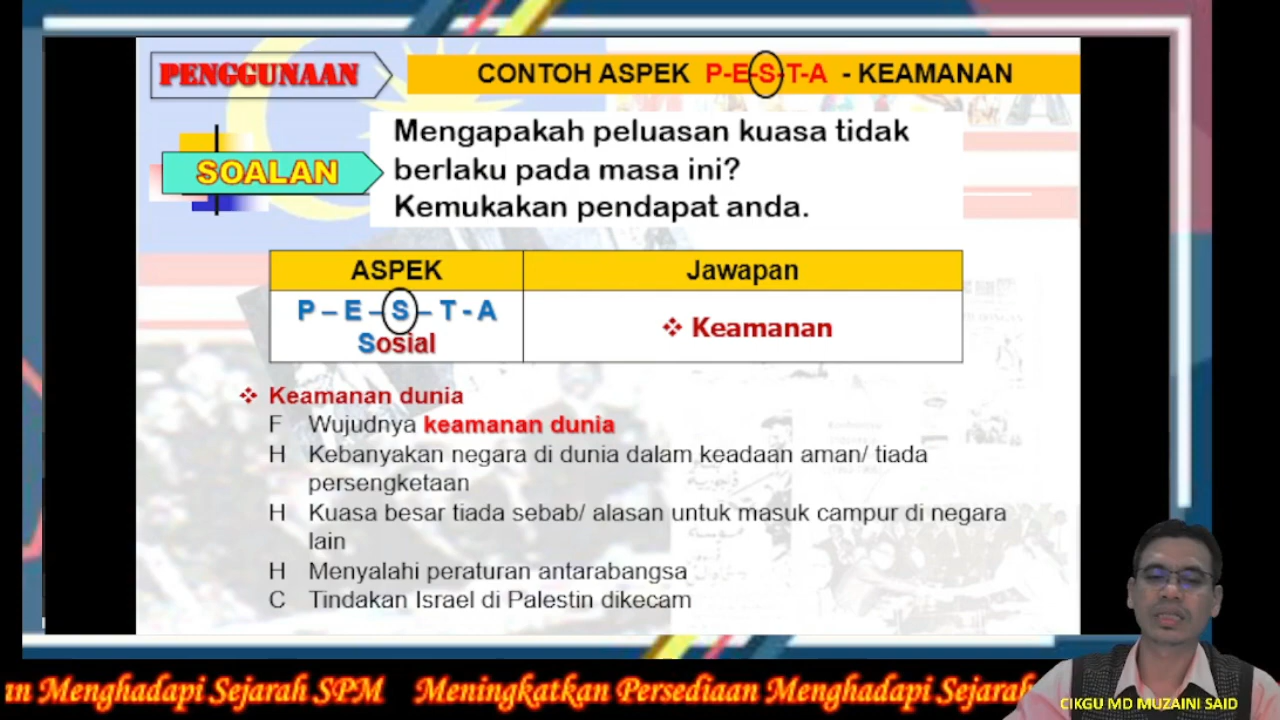 PENGGUNAAN
CONTOH ASPEK P-E-S-T-A - KEAMANAN
SOALAN
Mengapakah peluasan kuasa tidak
berlaku pada masa ini?
Kemukakan pendapat anda.
ASPEK
Jawapan
P – E – S – T - A
Sosial
❖ Keamanan
❖ Keamanan dunia
F Wujudnya keamanan dunia
H Kebanyakan negara di dunia dalam keadaan aman/ tiada
persengketaan
H Kuasa besar tiada sebab/ alasan untuk masuk campur di negara
lain
H Menyalahi peraturan antarabangsa
C Tindakan Israel di Palestin dikecam
Menghadapi Sejarah SPM Meningkatkan Persediaan Menghadapi Sejarah
CIKGU MD MUZAINI SAID